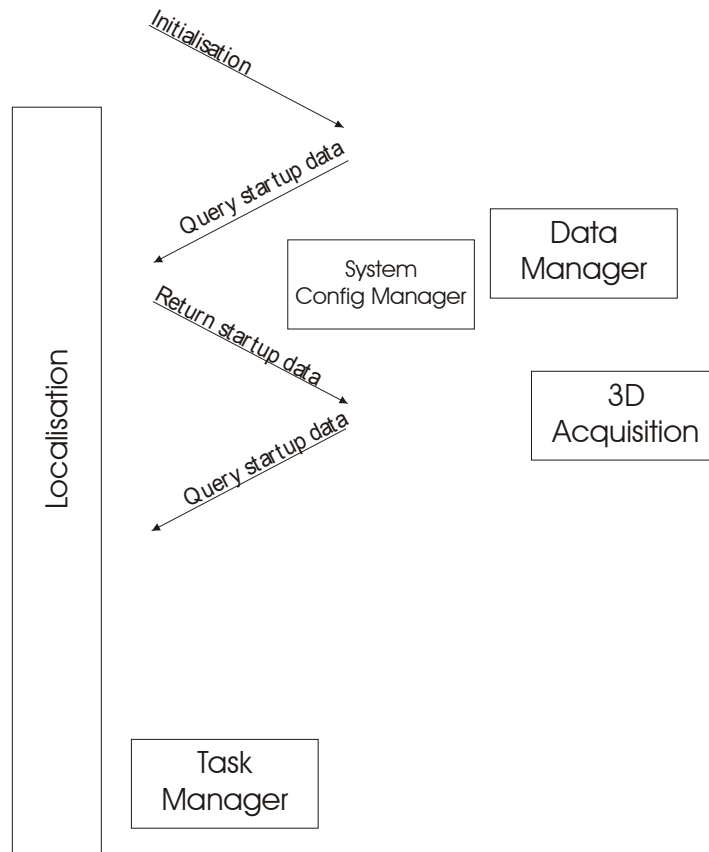 Initialisation
Query startup data
Data
Manager
System
Config Manager
Return startup data
3D
Acquisition
Query startup data
Localisation
Task
Manager